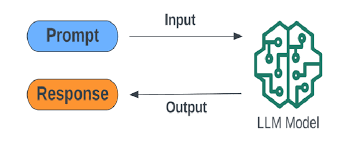 Input
Prompt
Response
Output
LLM Model